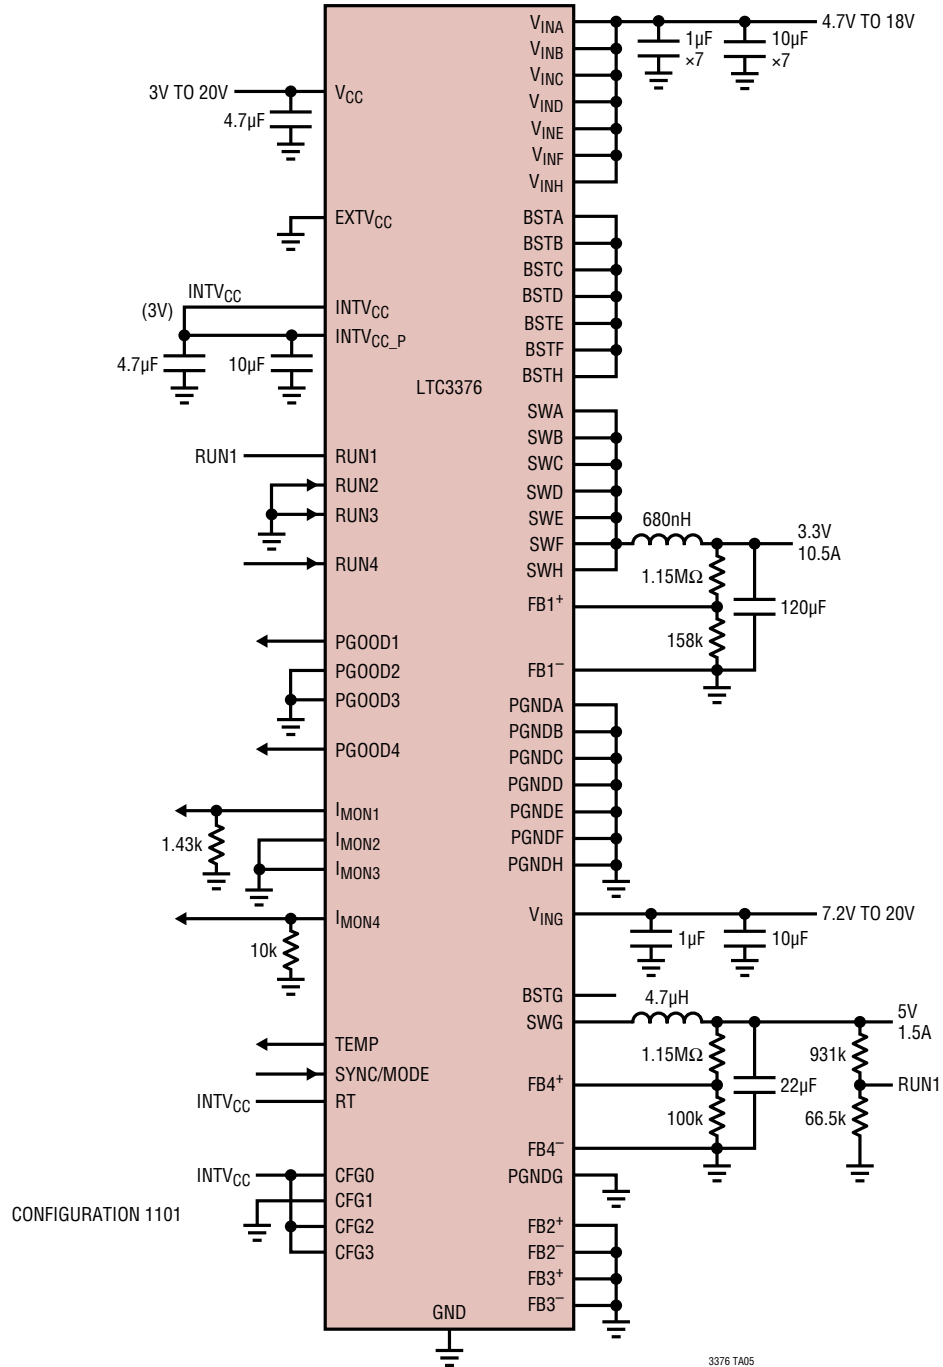 4.7V TO 18V
1µF
×7
10µF
×7
3V TO 20V
4.7µF
VCC
EXTVCC
INTVCC
(3V)
INTVCC
INTVCC_P
4.7µF
10µF
LTC3376
RUN1
RUN1
RUN2
RUN3
RUN4
PGOOD1
PGOOD2
PGOOD3
PGOOD4
IMON1
1.43k
IMON2
IMON3
IMON4
10k
TEMP
SYNC/MODE
INTVCC
RT
INTVCC
CFG0
CFG1
CONFIGURATION 1101
CFG2
CFG3
GND
VINA
VINB
VINC
VIND
VINE
VINF
VINH
BSTA
BSTB
BSTC
BSTD
BSTE
BSTF
BSTH
SWA
SWB
SWC
SWD
SWE
SWF
SWH
680nH
3.3V
10.5A
1.15MΩ
FB1+
120µF
158k
FB1–
PGNDA
PGNDB
PGNDC
PGNDD
PGNDE
PGNDF
PGNDH
VING
7.2V TO 20V
1µF
10µF
BSTG
SWG
4.7µH
5V
1.5A
1.15MΩ
931k
FB4+
22µF
RUN1
100k
66.5k
FB4–
PGNDG
FB2+
FB2–
FB3+
FB3–
3376 TA05